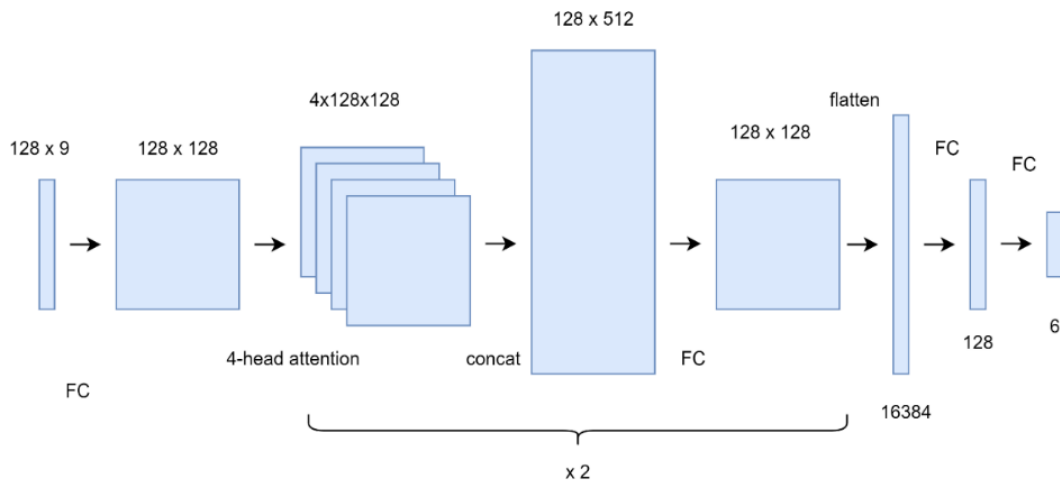 128 x 9
FC
128 x 128
4x128x128
4-head attention
128 x 512
concat
FC
128 x 128
x 2
flatten
16384
FC
128
FC
6